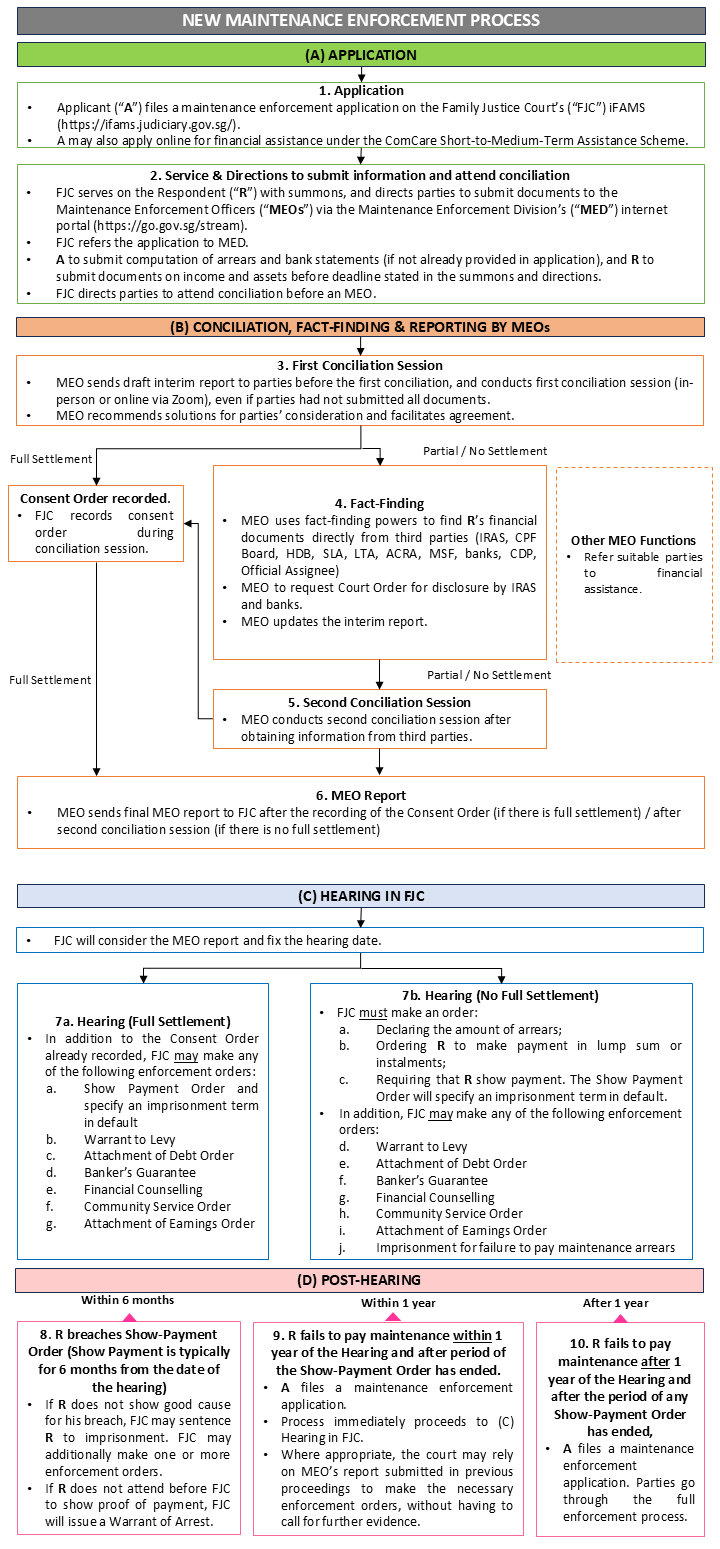 NEW MAINTENANCE ENFORCEMENT PROCESS
(A) APPLICATION
1. Application
• Applicant ("A") files a maintenance enforcement application on the Family Justice Court's ("FJC") iFAMS
(https://ifams.judiciary.gov.sg/).
• A may also apply online for financial assistance under the ComCare Short-to-Medium-Term Assistance Scheme.
2. Service & Directions to submit information and attend conciliation
• FJC serves on the Respondent ("R") with summons, and directs parties to submit documents to the
Maintenance Enforcement Officers ("MEOs") via the Maintenance Enforcement Division's ("MED") internet
portal (https://go.gov.sg/stream).
• FJC refers the application to MED.
• A to submit computation of arrears and bank statements (if not already provided in application), and R to
submit documents on income and assets before deadline stated in the summons and directions.
• FJC directs parties to attend conciliation before an MEO.
(B) CONCILIATION, FACT-FINDING & REPORTING BY MEOs
3. First Conciliation Session
• MEO sends draft interim report to parties before the first conciliation, and conducts first conciliation session (in-
person or online via Zoom), even if parties had not submitted all documents.
• MEO recommends solutions for parties' consideration and facilitates agreement.
Full Settlement
Partial / No Settlement
Consent Order recorded.
• FJC records consent
order during
conciliation session.
4. Fact-Finding
• MEO uses fact-finding powers to find R's financial
documents directly from third parties (IRAS, CPF
Board, HDB, SLA, LTA, ACRA, MSF, banks, CDP,
Official Assignee)
• MEO to request Court Order for disclosure by IRAS
and banks.
• MEO updates the interim report.
Other MEO Functions
• Refer suitable parties
to financial
assistance.
Full Settlement
Partial / No Settlement
5. Second Conciliation Session
• MEO conducts second conciliation session after
obtaining information from third parties.
6. MEO Report
• MEO sends final MEO report to FJC after the recording of the Consent Order (if there is full settlement) / after
second conciliation session (if there is no full settlement)
(C) HEARING IN FJC
• FJC will consider the MEO report and fix the hearing date.
7a. Hearing (Full Settlement)
• In addition to the Consent Order
already recorded, FJC may make any
of the following enforcement orders:
a. Show Payment Order and
specify an imprisonment term
in default
b. Warrant to Levy
c. Attachment of Debt Order
d. Banker's Guarantee
e. Financial Counselling
f. Community Service Order
g. Attachment of Earnings Order
7b. Hearing (No Full Settlement)
• FJC must make an order:
a. Declaring the amount of arrears;
b. Ordering R to make payment in lump sum or
instalments;
c. Requiring that R show payment. The Show Payment
Order will specify an imprisonment term in default.
• In addition, FJC may make any of the following enforcement
orders:
d. Warrant to Levy
e. Attachment of Debt Order
f. Banker's Guarantee
g. Financial Counselling
h. Community Service Order
i. Attachment of Earnings Order
j. Imprisonment for failure to pay maintenance arrears
(D) POST-HEARING
Within 6 months
Within 1 year
After 1 year
8. R breaches Show-Payment
Order (Show Payment is typically
for 6 months from the date of
the hearing)
• If R does not show good cause
for his breach, FJC may sentence
R to imprisonment. FJC may
additionally make one or more
enforcement orders.
• If R does not attend before FJC
to show proof of payment, FJC
will issue a Warrant of Arrest.
9. R fails to pay maintenance within 1
year of the Hearing and after period of
the Show-Payment Order has ended.
• A files a maintenance enforcement
application.
• Process immediately proceeds to (C)
Hearing in FJC.
• Where appropriate, the court may rely
on MEO's report submitted in previous
proceedings to make the necessary
enforcement orders, without having to
call for further evidence.
10. R fails to pay
maintenance after 1
year of the Hearing and
after the period of any
Show-Payment Order
has ended,
• A files a maintenance
enforcement
application. Parties go
through the full
enforcement process.